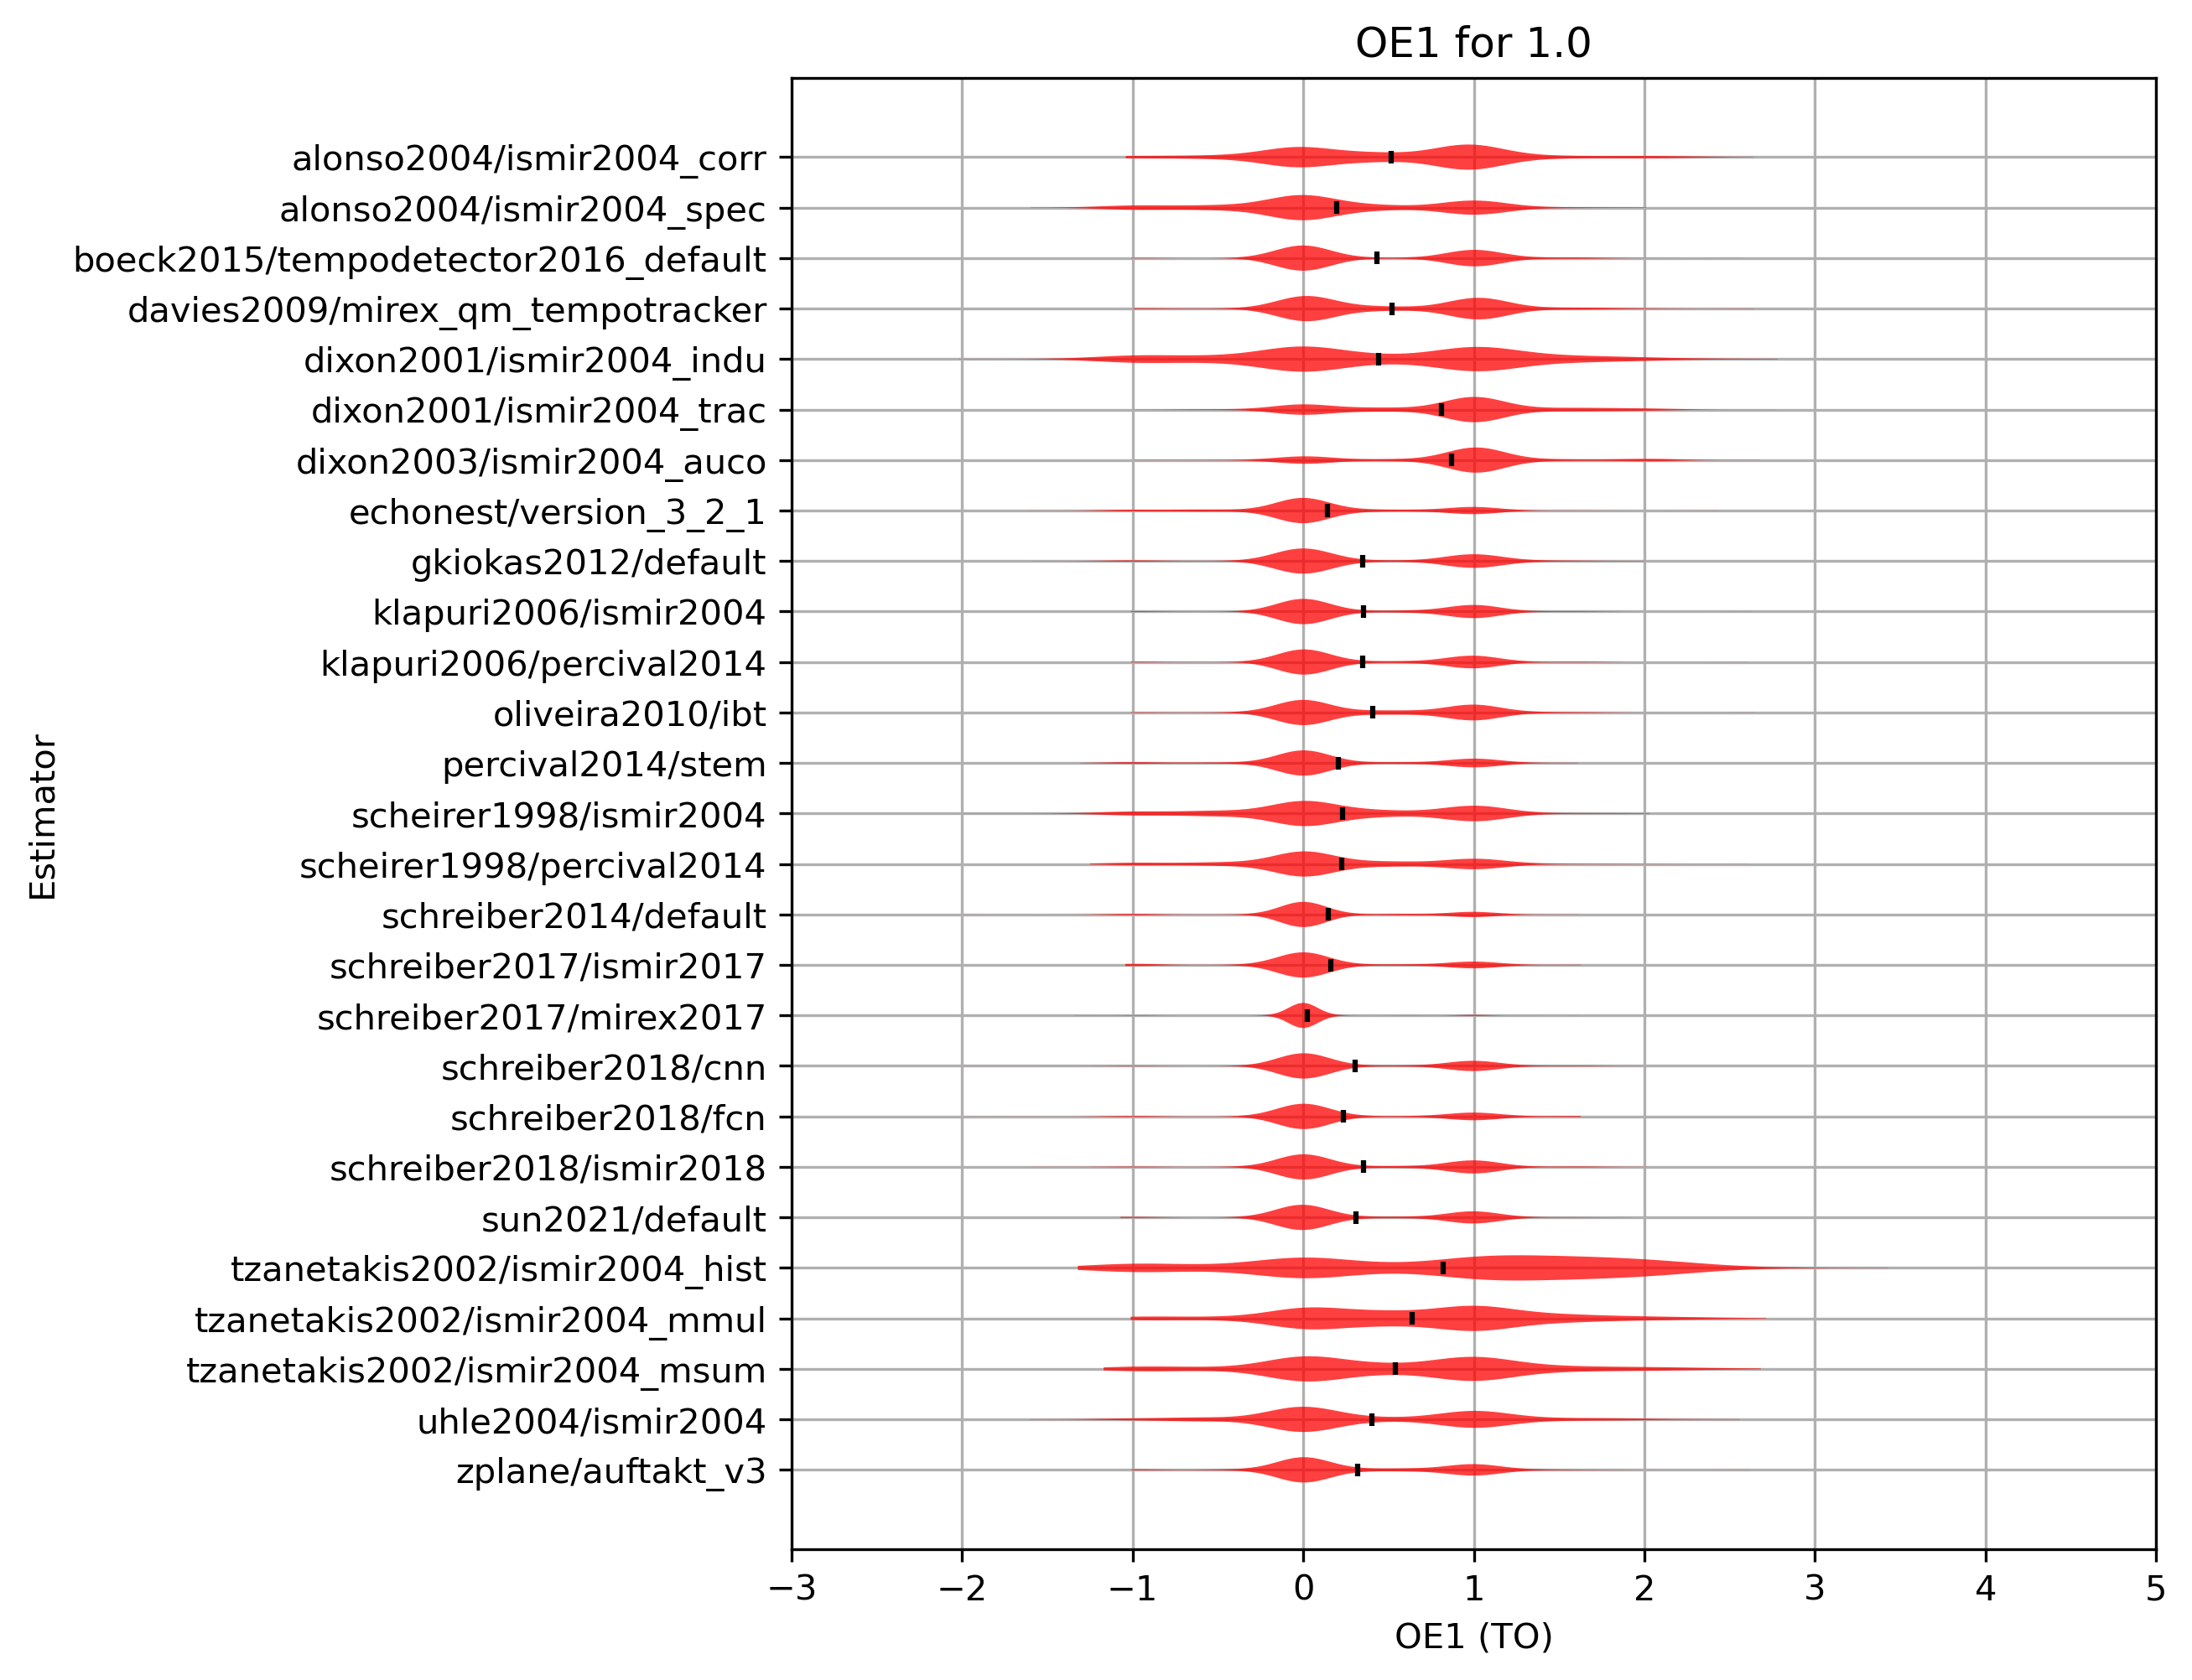 OE1 for 1.0
alonso2004/ismir2004_corr
alonso2004/ismir2004_spec
boeck2015/tempodetector2016_default
davies2009/mirex_qm_tempotracker
dixon2001/ismir2004_indu
dixon2001/ismir2004_trac
dixon2003/ismir2004_auco
echonest/version_3_2_1
gkiokas2012/default
klapuri2006/ismir2004
klapuri2006/percival2014
oliveira2010/ibt
percival2014/stem
scheirer1998/ismir2004
scheirer1998/percival2014
schreiber2014/default
schreiber2017/ismir2017
schreiber2017/mirex2017
schreiber2018/cnn
schreiber2018/fcn
schreiber2018/ismir2018
sun2021/default
tzanetakis2002/ismir2004_hist
tzanetakis2002/ismir2004_mmul
tzanetakis2002/ismir2004_msum
uhle2004/ismir2004
zplane/auftakt_v3
Estimator
−3 −2 −1 0 1 2 3 4 5
OE1 (TO)